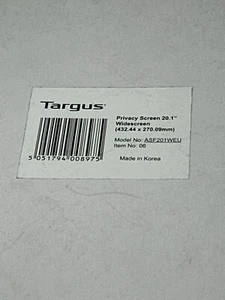 Targus
Privacy Screen 20.1"
Widescreen
(432.44 x 270.09mm)
Model No: ASF201WEU
Item No: 06
5 051794 008975
Made in Korea